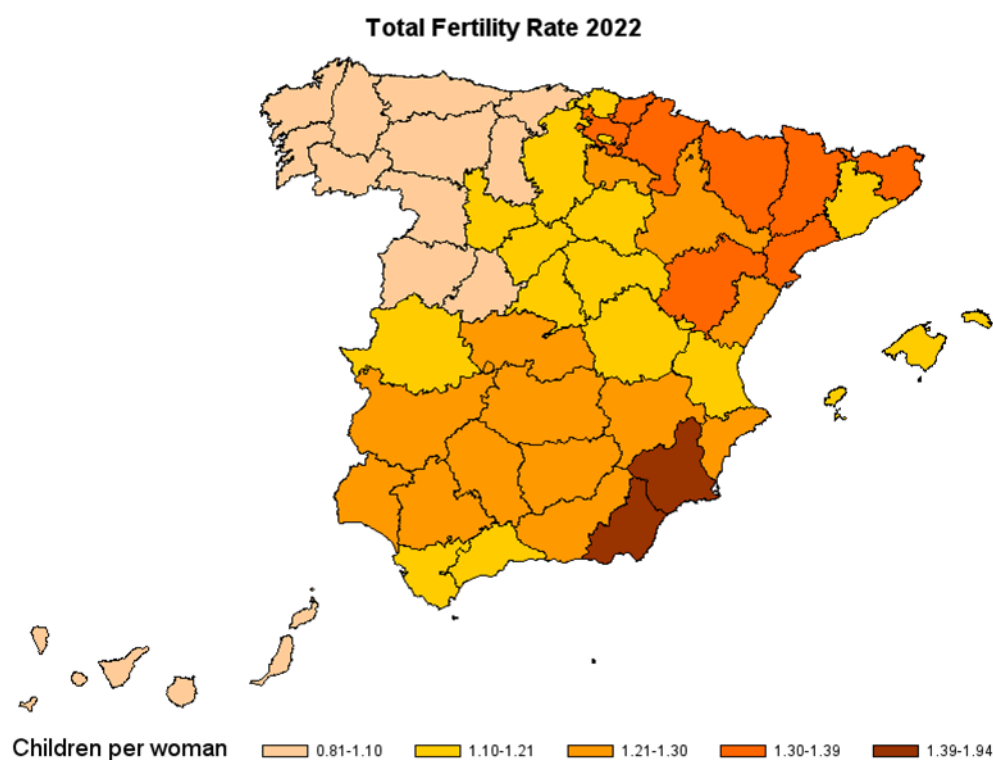 Total Fertility Rate 2022
Children per woman 0.81-1.10 1.10-1.21 1.21-1.30 1.30-1.39 1.39-1.94